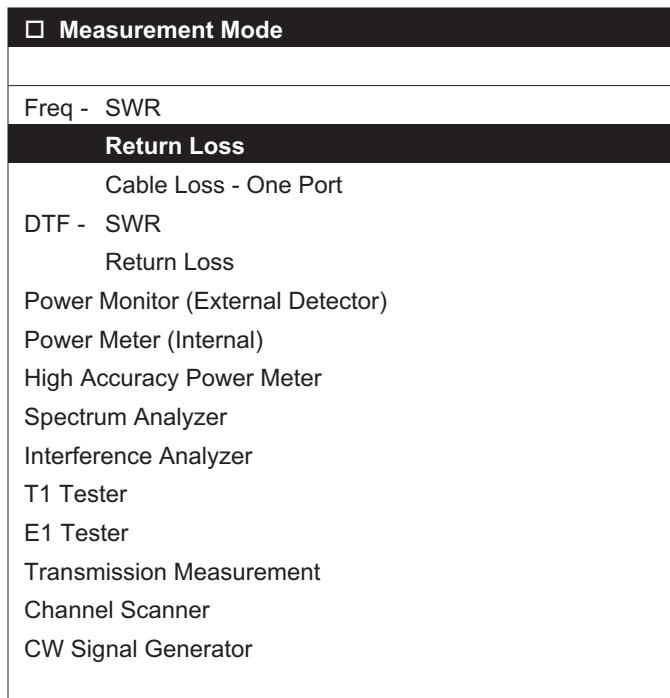 Measurement Mode
Freq - SWR
Return Loss
Cable Loss - One Port
DTF - SWR
Return Loss
Power Monitor (External Detector)
Power Meter (Internal)
High Accuracy Power Meter
Spectrum Analyzer
Interference Analyzer
T1 Tester
E1 Tester
Transmission Measurement
Channel Scanner
CW Signal Generator